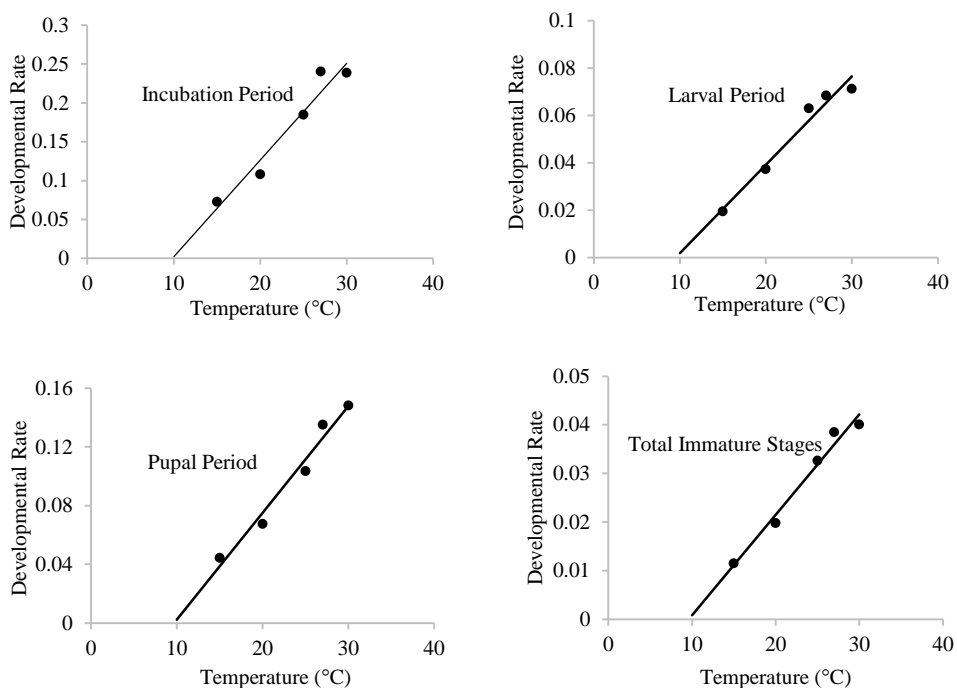 0.3
0.25
0.2
0.15
0.1
0.05
0
Developmental Rate
Incubation Period
0 10 20 30 40
Temperature (°C)
0.1
0.08
0.06
0.04
0.02
0
Developmental Rate
Larval Period
0 10 20 30 40
Temperature (°C)
0.16
0.12
0.08
0.04
0
Developmental Rate
Pupal Period
0 10 20 30 40
Temperature (°C)
0.05
0.04
0.03
0.02
0.01
0
Developmental Rate
Total Immature Stages
0 10 20 30 40
Temperature (°C)